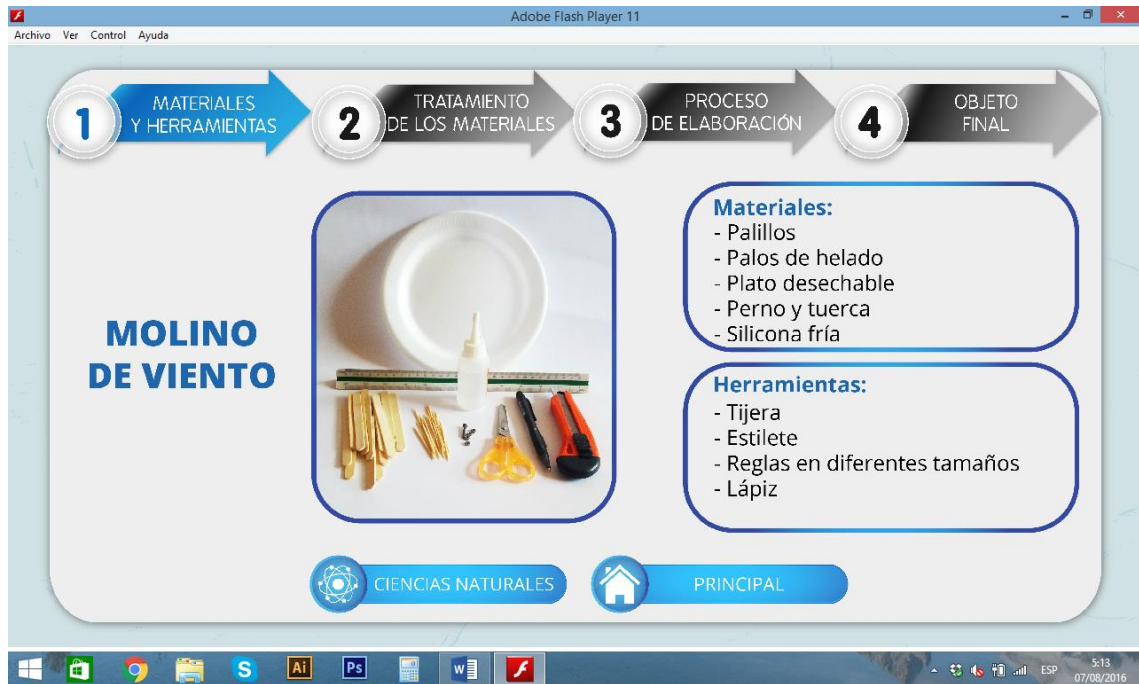 Adobe Flash Player 11
Archivo Ver Control Ayuda
1
MATERIALES
Y HERRAMIENTAS
2
TRATAMIENTO
DE LOS MATERIALES
3
PROCESO
DE ELABORACIÓN
4
OBJETO
FINAL
MOLINO
DE VIENTO
Materiales:
- Palillos
- Palos de helado
- Plato desechable
- Perno y tuerca
- Silicona fría
Herramientas:
- Tijera
- Estilete
- Reglas en diferentes tamaños
- Lápiz
CIENCIAS NATURALES
PRINCIPAL
Ai
Ps
ESP
5:13
07/08/2016